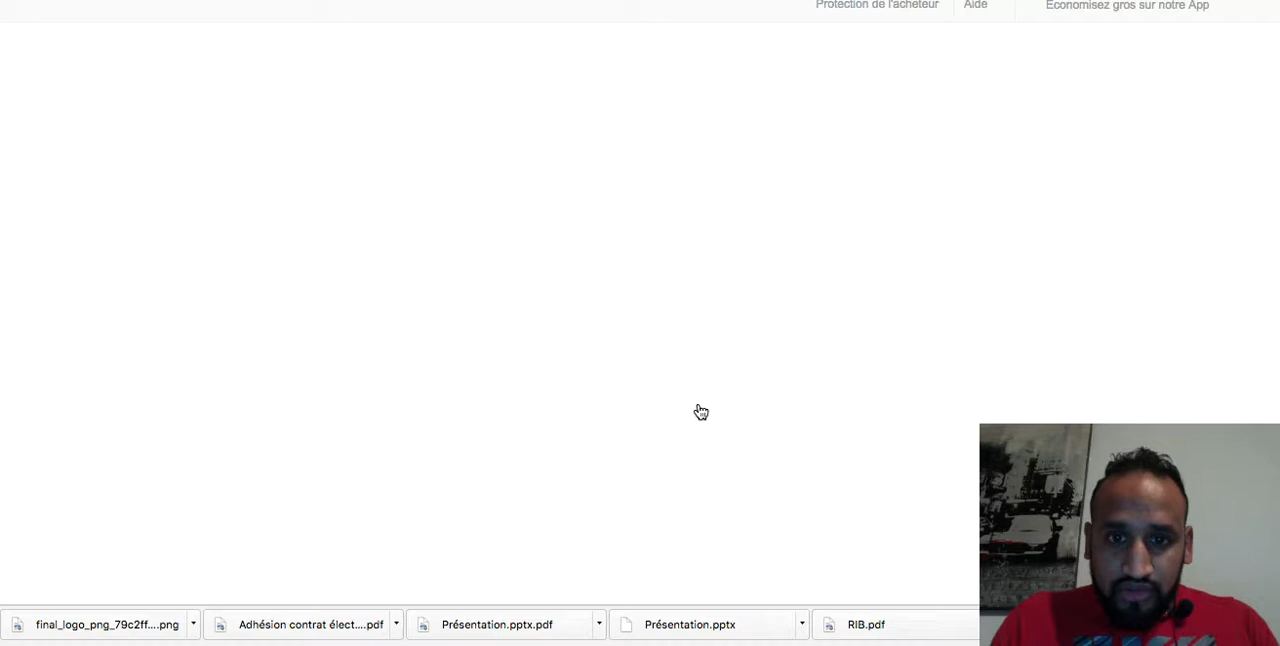 Protection de l'acheteur Aide Economisez gros sur notre App
final_logo_png_79c2ff....png Adhésion contrat élect....pdf Présentation.pptx.pdf Présentation.pptx RIB.pdf